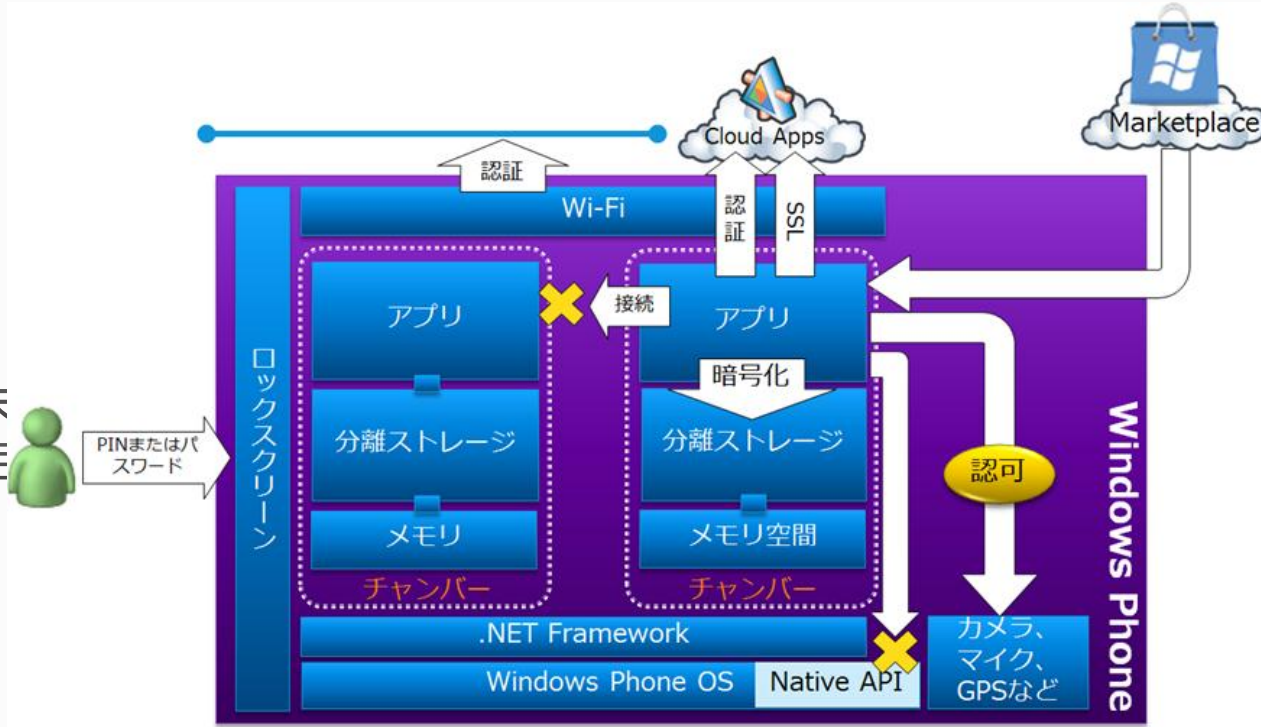 Marketplace
Cloud Apps
認証
Wi-Fi
認証
SSL
ロックスクリーン
アプリ
接続
アプリ
暗号化
分離ストレージ
分離ストレージ
PINまたはパ
スワード
認可
メモリ
メモリ空間
チャンバー
チャンバー
Windows Phone
.NET Framework
Windows Phone OS
Native API
カメラ、
マイク、
GPSなど